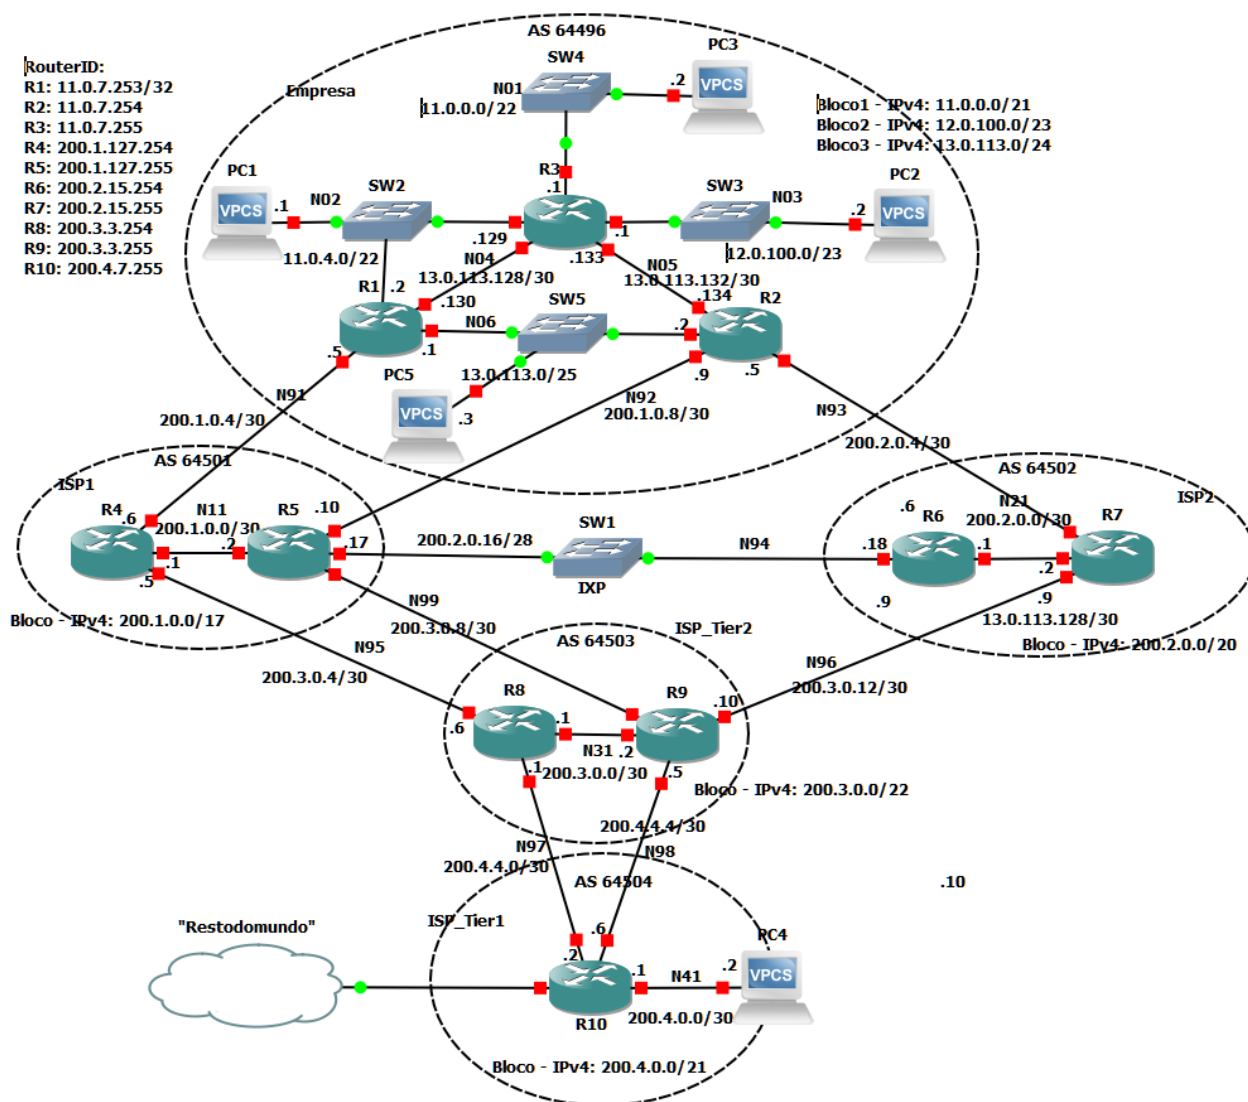 AS 64496
RouterID:
R1: 11.0.7.253/32
R2: 11.0.7.254
R3: 11.0.7.255
R4: 200.1.127.254
R5: 200.1.127.255
R6: 200.2.15.254
R7: 200.2.15.255
R8: 200.3.3.254
R9: 200.3.3.255
R10: 200.4.7.255
Empresa
SW4
N01
11.0.0.0/22
PC3
.2
VPCS
Bloco1 - IPv4: 11.0.0.0/21
Bloco2 - IPv4: 12.0.100.0/23
Bloco3 - IPv4: 13.0.113.0/24
PC1
.1
VPCS
N02
SW2
11.0.4.0/22
R3
.1
.129
.1
.133
SW3
N03
12.0.100.0/23
PC2
.2
VPCS
N04
13.0.113.128/30
.130
N05
13.0.113.132/30
.134
R1
.2
.1
.5
N06
SW5
13.0.113.0/25
R2
.2
.9
.5
PC5
VPCS
.3
N91
200.1.0.4/30
N92
200.1.0.8/30
N93
200.2.0.4/30
AS 64501
ISP1
R4
.6
.1
.5
N11
200.1.0.0/30
.2
R5
.10
.17
Bloco - IPv4: 200.1.0.0/17
200.2.0.16/28
SW1
IXP
N94
AS 64502
ISP2
.6
R6
.18
.1
.9
N21
200.2.0.0/30
R7
.2
.9
13.0.113.128/30
Bloco - IPv4: 200.2.0.0/20
N99
200.3.0.8/30
N95
200.3.0.4/30
N96
200.3.0.12/30
ISP_Tier2
AS 64503
R8
.6
.1
.1
N31
200.3.0.0/30
R9
.10
.2
.5
Bloco - IPv4: 200.3.0.0/22
N97
200.4.4.0/30
200.4.4.4/30
N98
AS 64504
.10
ISP_Tier1
"Restodomundo"
.2
.6
.1
R10
N41
200.4.0.0/30
PC4
.2
VPCS
Bloco - IPv4: 200.4.0.0/21